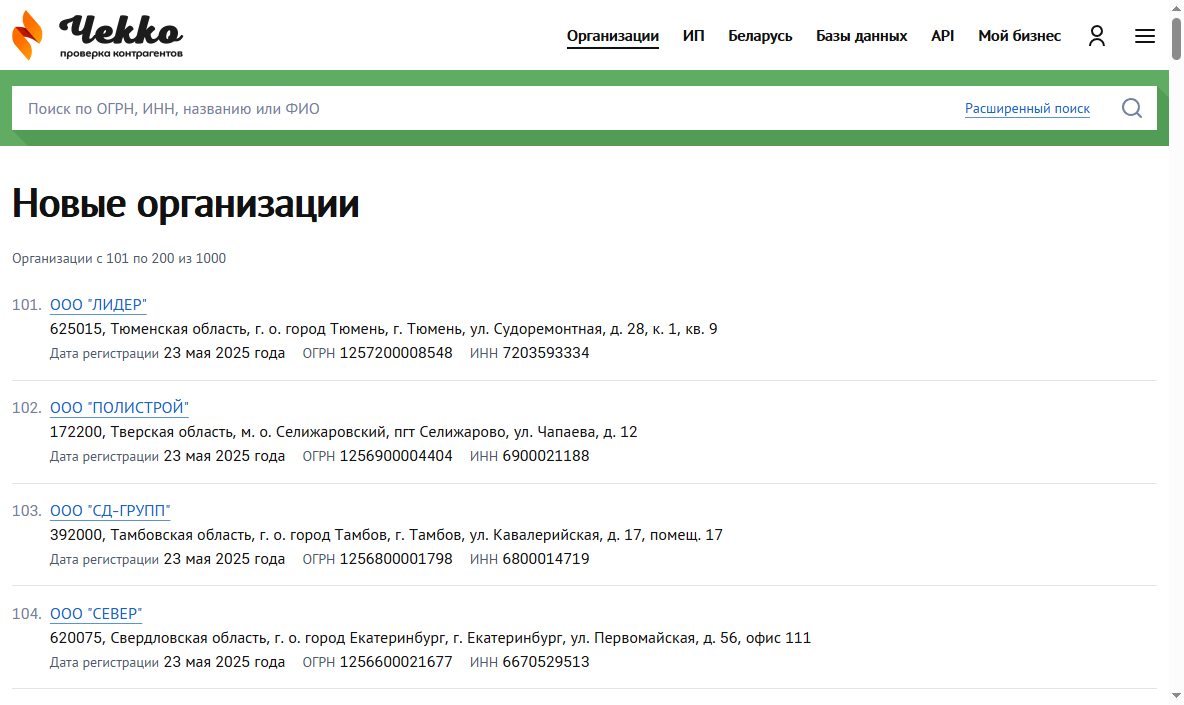 Чекко
проверка контрагентов
Организации ИП Беларусь Базы данных API Мой бизнес
Поиск по ОГРН, ИНН, названию или ФИО Расширенный поиск
Новые организации
Организации с 101 по 200 из 1000
101. ООО "ЛИДЕР"
625015, Тюменская область, г. о. город Тюмень, г. Тюмень, ул. Судоремонтная, д. 28, к. 1, кв. 9
Дата регистрации 23 мая 2025 года ОГРН 1257200008548 ИНН 7203593334
102. ООО "ПОЛИСТРОЙ"
172200, Тверская область, м. о. Селижаровский, пгт Селижарово, ул. Чапаева, д. 12
Дата регистрации 23 мая 2025 года ОГРН 1256900004404 ИНН 6900021188
103. ООО "СД-ГРУПП"
392000, Тамбовская область, г. о. город Тамбов, г. Тамбов, ул. Кавалерийская, д. 17, помещ. 17
Дата регистрации 23 мая 2025 года ОГРН 1256800001798 ИНН 6800014719
104. ООО "СЕВЕР"
620075, Свердловская область, г. о. город Екатеринбург, г. Екатеринбург, ул. Первомайская, д. 56, офис 111
Дата регистрации 23 мая 2025 года ОГРН 1256600021677 ИНН 6670529513